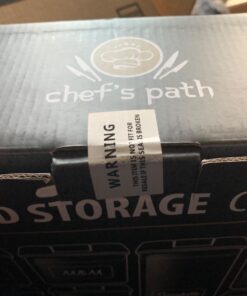 chef's path
WARNING
THIS ITEM IS NOT FIT FOR
RESALE IF THIS SEAL IS BROKEN
D STORAGE C